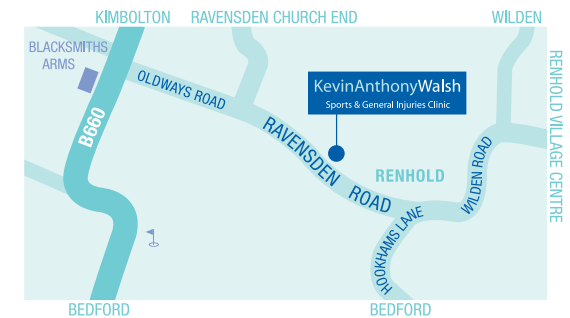 KIMBOLTON
RAVENSDEN CHURCH END
WILDEN
BLACKSMITHS
ARMS
OLDWAYS ROAD
KevinAnthonyWalsh
Sports & General Injuries Clinic
B660
RAVENSDEN ROAD
RENHOLD
WILDEN ROAD
RENHOLD VILLAGE CENTRE
HOOKHAMS LANE
BEDFORD
BEDFORD